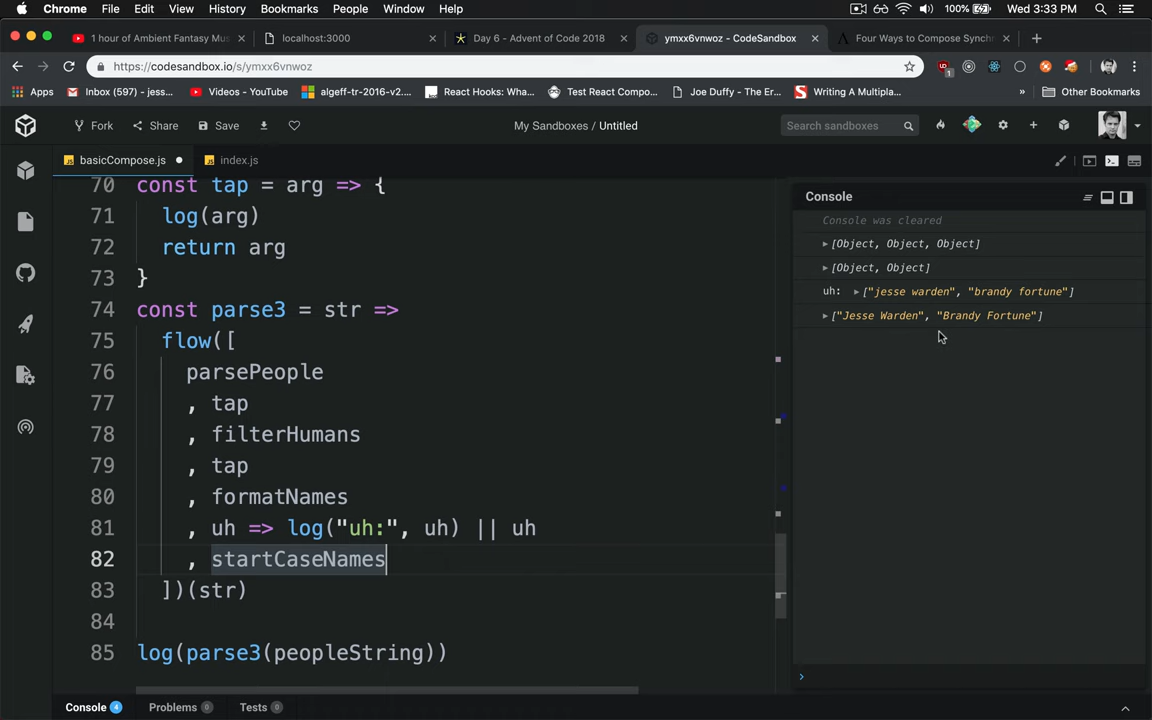 Chrome File Edit View History Bookmarks People Window Help 100% Wed 3:33 PM
1 hour of Ambient Fantasy Mus
localhost:3000
Day 6 - Advent of Code 2018
ymxx6vnwoz - CodeSandbox
Four Ways to Compose Synch
https://codesandbox.io/s/ymxx6vnwoz
Apps Inbox (597) - jess... Videos - YouTube algeff-tr-2016-v2... React Hooks: Wha... Test React Compo... Joe Duffy - The Er... Writing A Multipla... » Other Bookmarks
Fork Share Save My Sandboxes / Untitled Search sandboxes
basicCompose.js index.js
70 const tap = arg => {
71 log(arg)
72 return arg
73 }
74 const parse3 = str =>
75 flow([
76 parsePeople
77 , tap
78 , filterHumans
79 , tap
80 , formatNames
81 , uh => log("uh:", uh) || uh
82 , startCaseNames
83 ])(str)
84
85 log(parse3(peopleString))
Console
Console was cleared
[Object, Object, Object]
[Object, Object]
uh: ["jesse warden", "brandy fortune"]
["Jesse Warden", "Brandy Fortune"]
Console 4 Problems 0 Tests 0